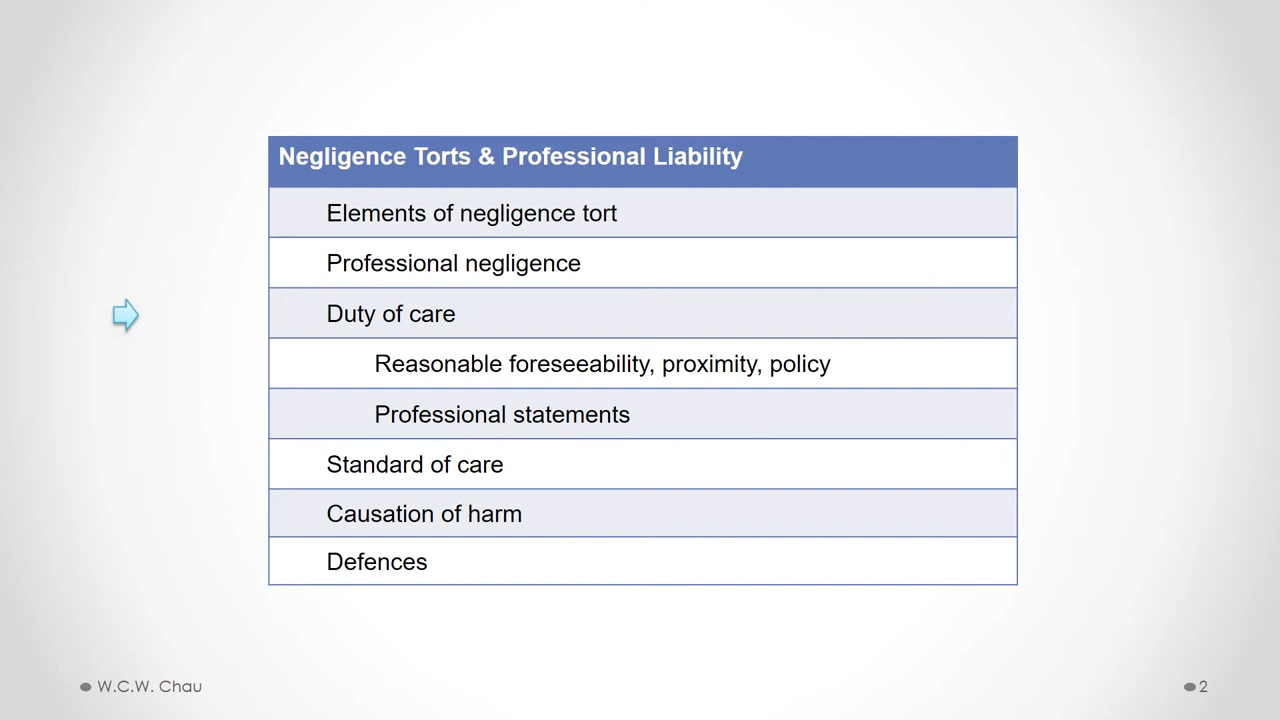 Negligence Torts & Professional Liability
Elements of negligence tort
Professional negligence
Duty of care
Reasonable foreseeability, proximity, policy
Professional statements
Standard of care
Causation of harm
Defences
W.C.W. Chau
2